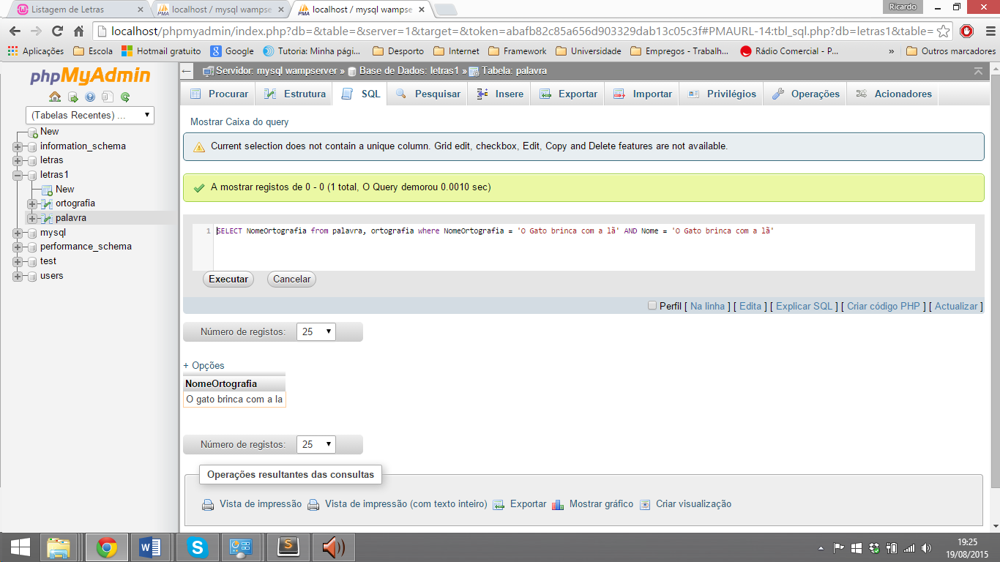 Listagem de Letras
localhost / mysql wampse
localhost / mysql wampse
Ricardo
localhost/phpmyadmin/index.php?db=&table=&server=1&target=&token=abafb82c85a656d903329dab13c05c3f#PMAURL-14:tbl_sql.php?db=letras1&table=
Aplicações Escola Hotmail gratuito Google Tutoria: Minha pági... Desporto Internet Framework Universidade Empregos - Trabalh... Rádio Comercial - P... » Outros marcadores
phpMyAdmin
(Tabelas Recentes) ...
New
information_schema
letras
letras1
New
ortografia
palavra
mysql
performance_schema
test
users
Servidor: mysql wampserver » Base de Dados: letras1 » Tabela: palavra
Procurar Estrutura SQL Pesquisar Insere Exportar Importar Privilégios Operações Acionadores
Mostrar Caixa do query
Current selection does not contain a unique column. Grid edit, checkbox, Edit, Copy and Delete features are not available.
A mostrar registos de 0 - 0 (1 total, O Query demorou 0.0010 sec)
1 SELECT NomeOrtografia from palavra, ortografia where NomeOrtografia = 'O Gato brinca com a lã' AND Nome = 'O Gato brinca com a lã'
Executar Cancelar
Perfil [ Na linha ] [ Edita ] [ Explicar SQL ] [ Criar código PHP ] [ Actualizar ]
Número de registos: 25
+ Opções
NomeOrtografia
O gato brinca com a la
Número de registos: 25
Operações resultantes das consultas
Vista de impressão Vista de impressão (com texto inteiro) Exportar Mostrar gráfico Criar visualização
19:25
19/08/2015